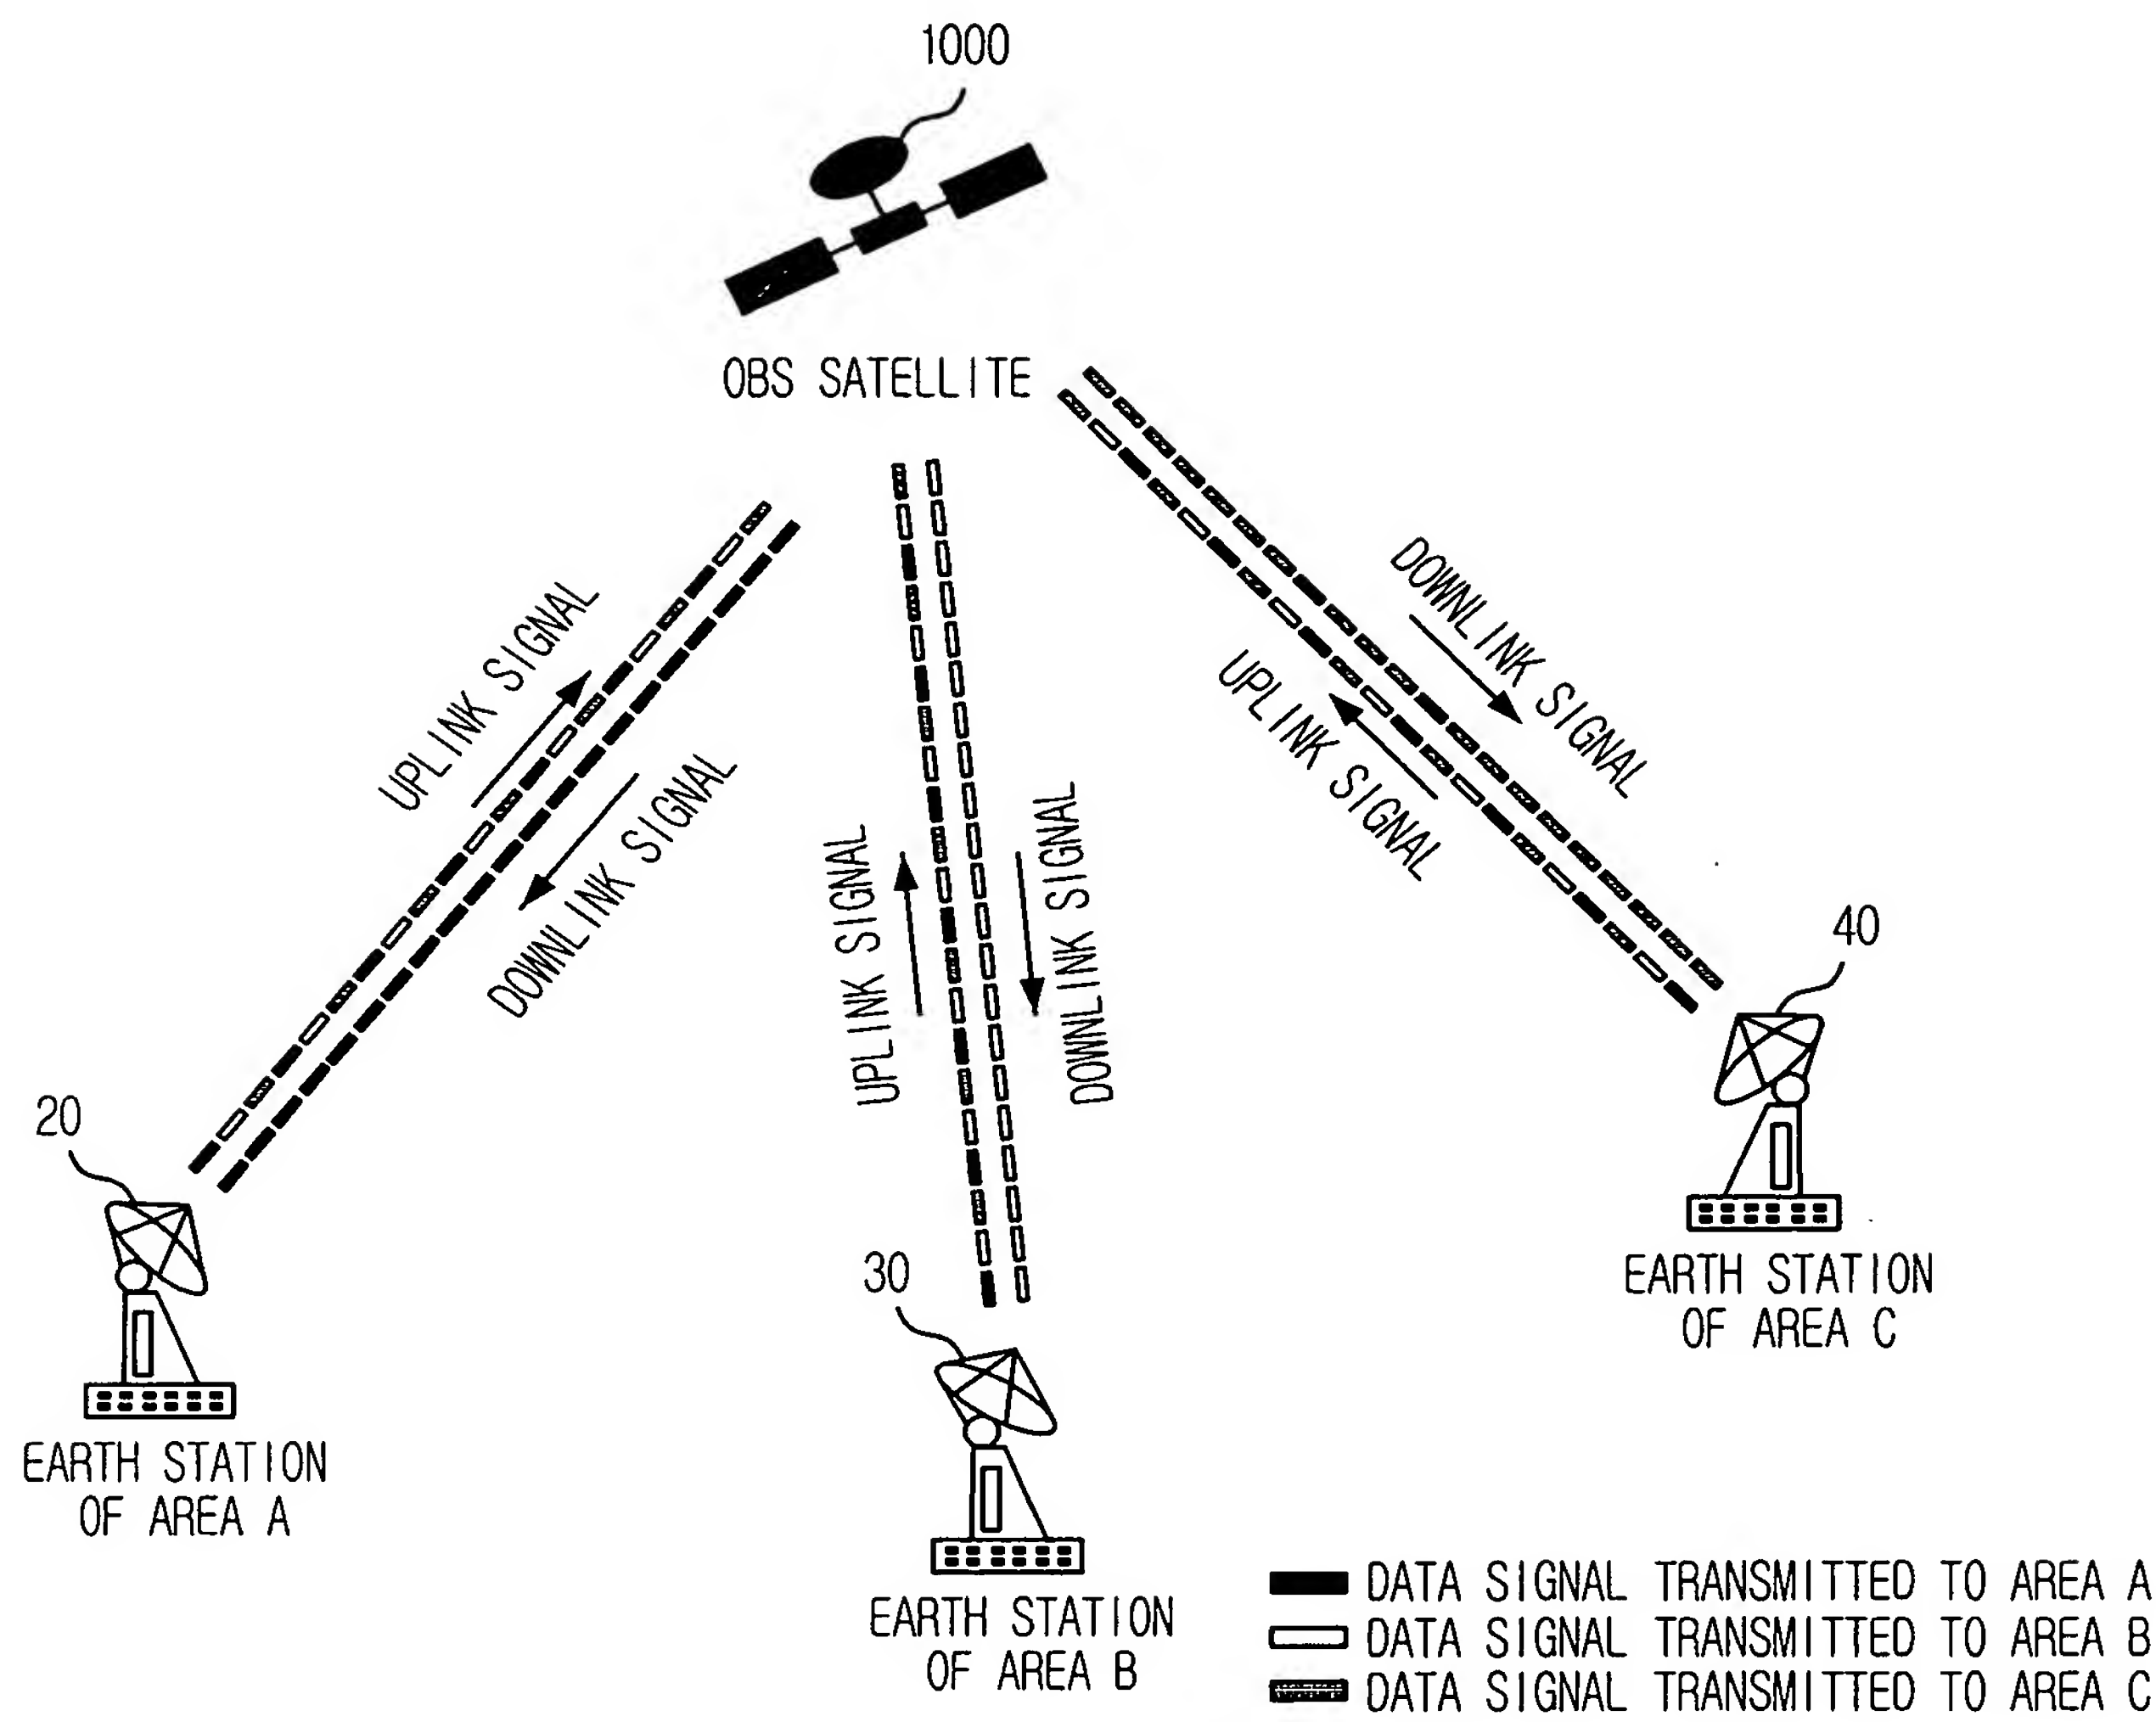 1000
OBS SATELLITE
UPLINK SIGNAL
DOWNLINK SIGNAL
UPLINK SIGNAL
DOWNLINK SIGNAL
DOWNLINK SIGNAL
UPLINK SIGNAL
20
EARTH STATION
OF AREA A
30
EARTH STATION
OF AREA B
40
EARTH STATION
OF AREA C
DATA SIGNAL TRANSMITTED TO AREA A
DATA SIGNAL TRANSMITTED TO AREA B
DATA SIGNAL TRANSMITTED TO AREA C